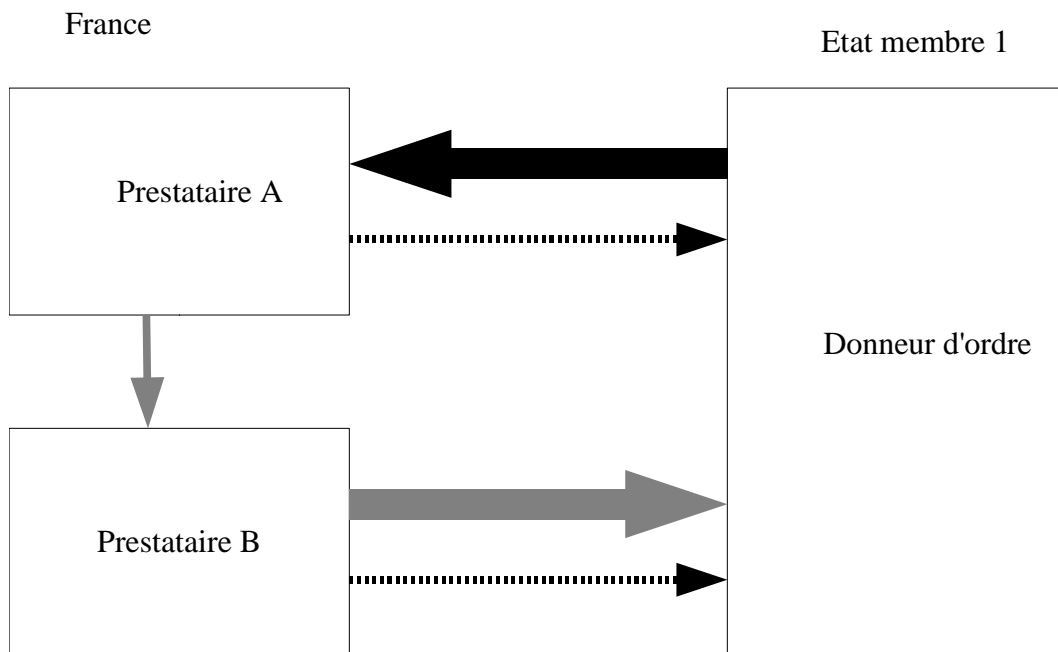 France
Etat membre 1
Prestataire A
Donneur d'ordre
Prestataire B